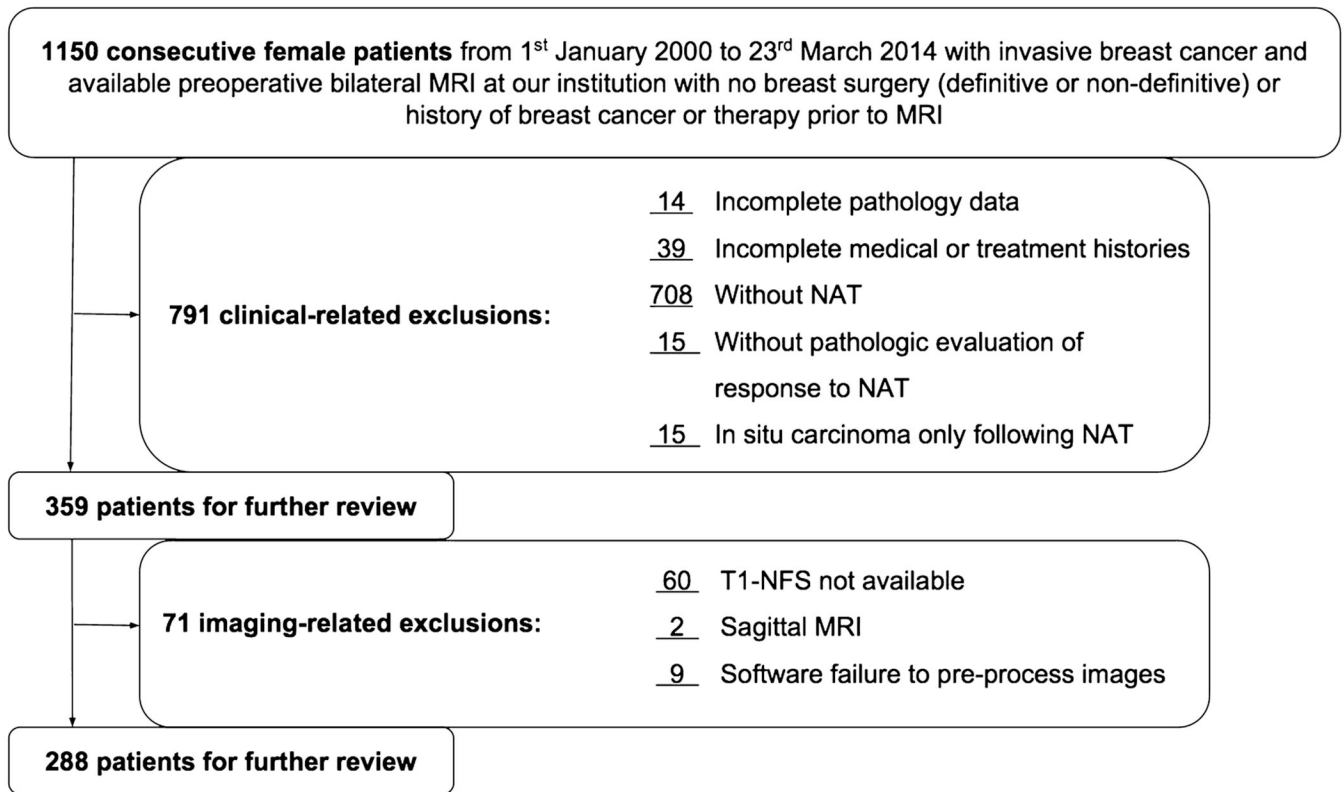 1150 consecutive female patients from 1st January 2000 to 23rd March 2014 with invasive breast cancer and
available preoperative bilateral MRI at our institution with no breast surgery (definitive or non-definitive) or
history of breast cancer or therapy prior to MRI
791 clinical-related exclusions:
14 Incomplete pathology data
39 Incomplete medical or treatment histories
708 Without NAT
15 Without pathologic evaluation of
response to NAT
15 In situ carcinoma only following NAT
359 patients for further review
71 imaging-related exclusions:
60 T1-NFS not available
2 Sagittal MRI
9 Software failure to pre-process images
288 patients for further review